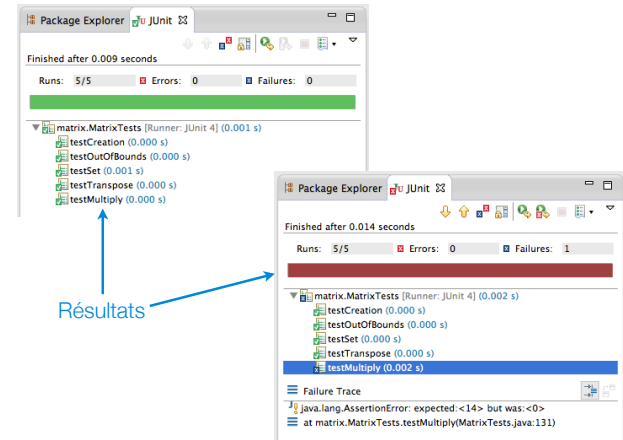 Package Explorer JUnit
Finished after 0.009 seconds
Runs: 5/5 Errors: 0 Failures: 0
matrix.MatrixTests [Runner: JUnit 4] (0.001 s)
testCreation (0.000 s)
testOutOfBounds (0.000 s)
testSet (0.001 s)
testTranspose (0.000 s)
testMultiply (0.000 s)
Résultats
Package Explorer JUnit
Finished after 0.014 seconds
Runs: 5/5 Errors: 0 Failures: 1
matrix.MatrixTests [Runner: JUnit 4] (0.002 s)
testCreation (0.000 s)
testOutOfBounds (0.000 s)
testSet (0.000 s)
testTranspose (0.000 s)
testMultiply (0.002 s)
Failure Trace
java.lang.AssertionError: expected:<14> but was:<0>
at matrix.MatrixTests.testMultiply(MatrixTests.java:131)